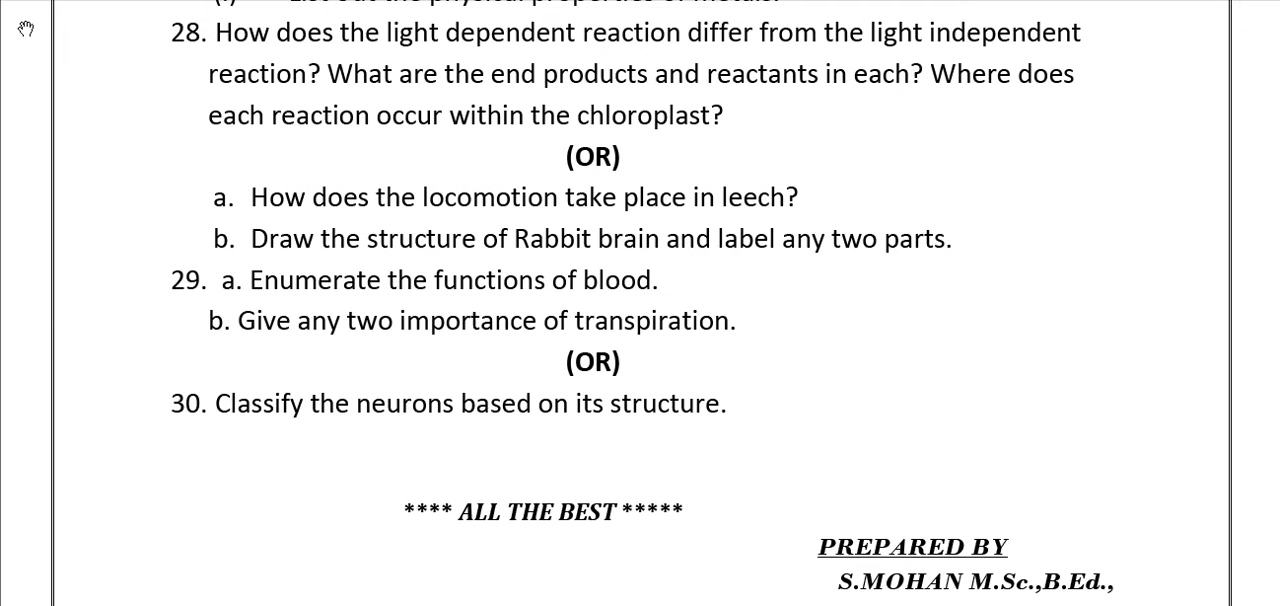 28. How does the light dependent reaction differ from the light independent
reaction? What are the end products and reactants in each? Where does
each reaction occur within the chloroplast?
(OR)
a. How does the locomotion take place in leech?
b. Draw the structure of Rabbit brain and label any two parts.
29. a. Enumerate the functions of blood.
b. Give any two importance of transpiration.
(OR)
30. Classify the neurons based on its structure.
**** ALL THE BEST *****
PREPARED BY
S.MOHAN M.Sc.,B.Ed.,